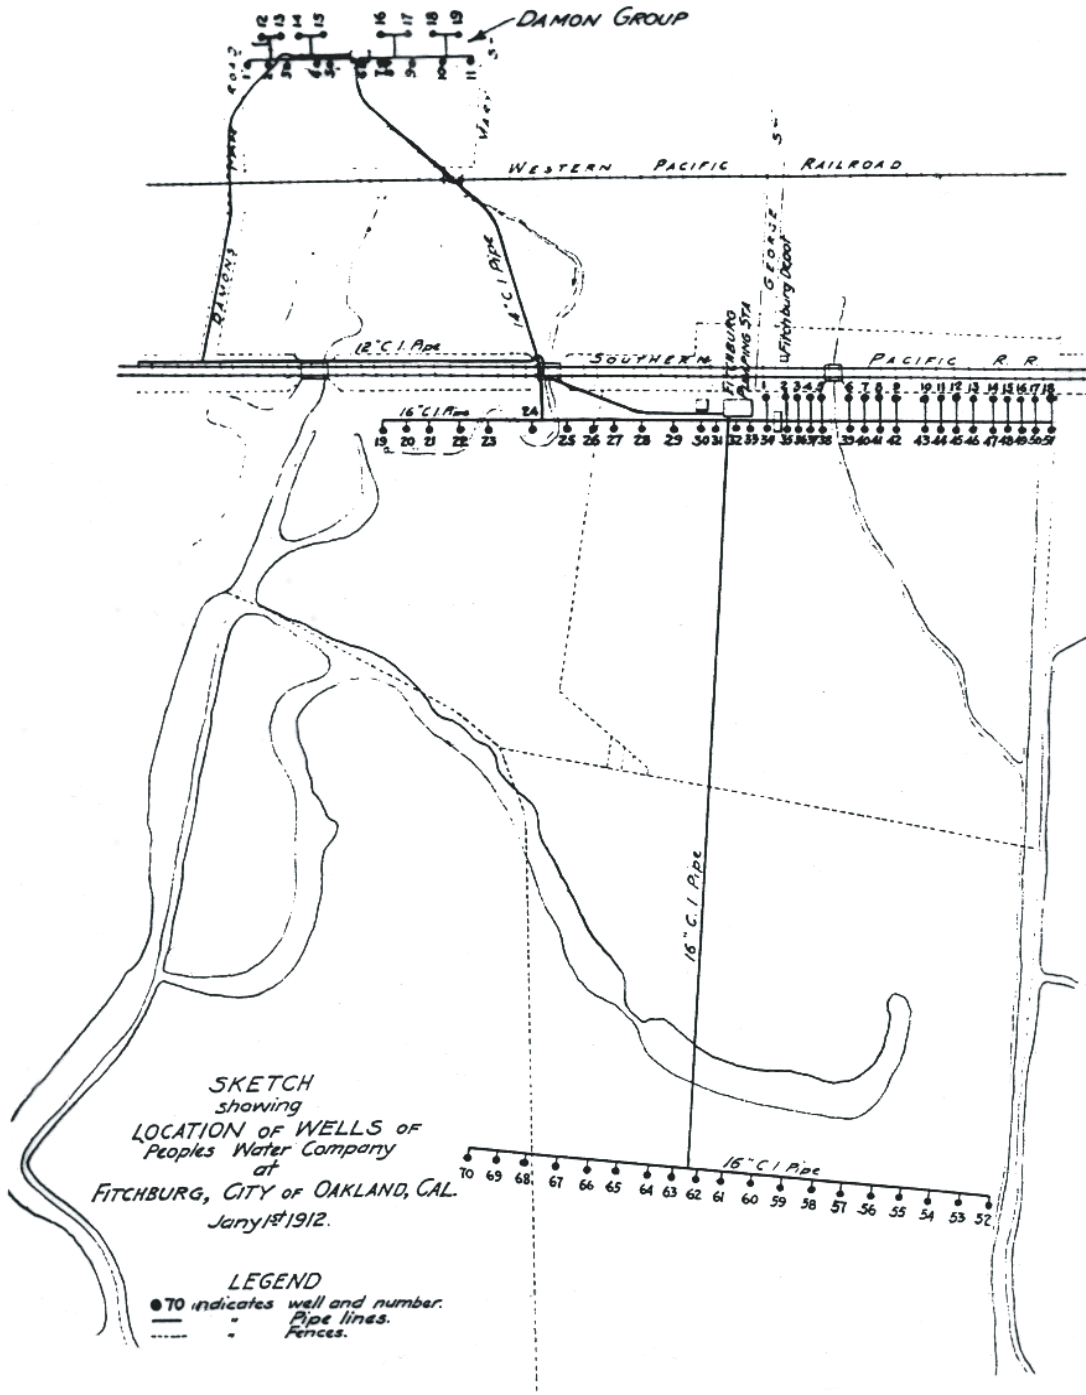 DAMON GROUP
12 13 14 15 16 17 18 19
1 2 3 4 5 6 7 8 9 10 11
ROAD
MARY
S-
S-
WESTERN PACIFIC RAILROAD
DAMONS
14" C I Pipe
GEORGE
Fitchburg Depot
FITCHBURG
PUMPING STA
12" C. I. Pipe
SOUTHERN PACIFIC R. R.
1 2 3 4 5 6 7 8 9 10 11 12 13 14 15 16 17 18
16" C. I. Pipe
24
19 20 21 22 23 25 26 27 28 29 30 31 32 33 34 35 36 37 38 39 40 41 42 43 44 45 46 47 48 49 50 51
16" C. I Pipe
16" C I Pipe
70 69 68 67 66 65 64 63 62 61 60 59 58 57 56 55 54 53 52
SKETCH
showing
LOCATION OF WELLS OF
Peoples Water Company
at
FITCHBURG, CITY OF OAKLAND, CAL.
Jany 1st 1912.
LEGEND
70 indicates well and number.
" Pipe lines.
" Fences.